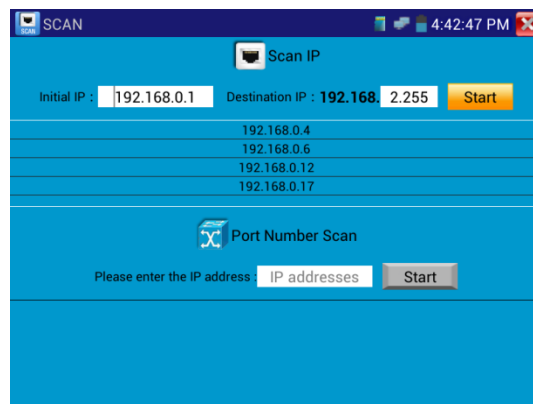 SCAN
SCAN 4:42:47 PM
Scan IP
Initial IP : 192.168.0.1 Destination IP : 192.168. 2.255 Start
192.168.0.4
192.168.0.6
192.168.0.12
192.168.0.17
Port Number Scan
Please enter the IP address : IP addresses Start